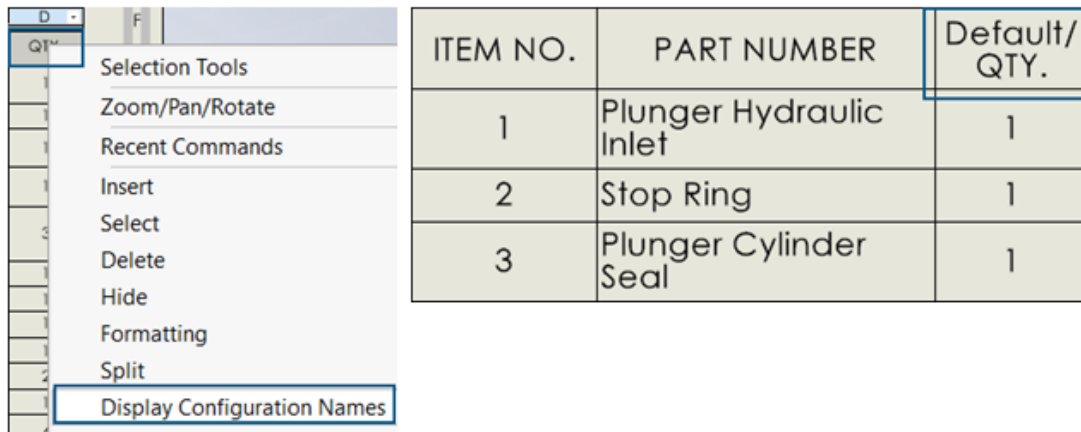 D
F
QTY
Selection Tools
Zoom/Pan/Rotate
Recent Commands
Insert
Select
Delete
Hide
Formatting
Split
Display Configuration Names
ITEM NO. PART NUMBER Default/
QTY.
1 Plunger Hydraulic
Inlet 1
2 Stop Ring 1
3 Plunger Cylinder
Seal 1